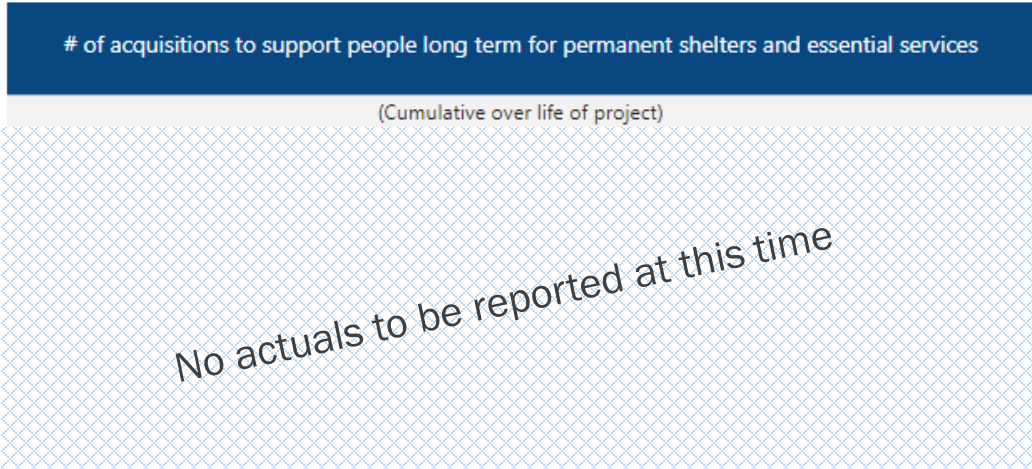 # of acquisitions to support people long term for permanent shelters and essential services
(Cumulative over life of project)
No actuals to be reported at this time